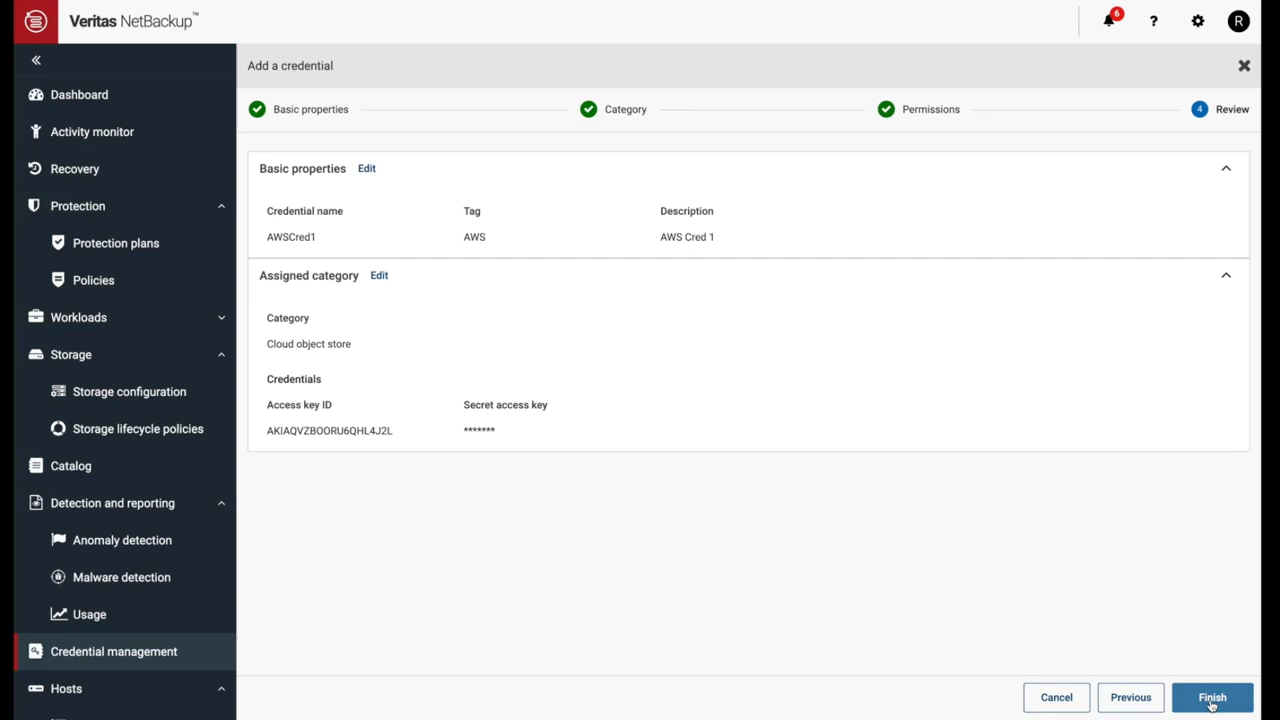 Veritas NetBackup™
6
?
R
Add a credential
Basic properties
Category
Permissions
4 Review
Dashboard
Activity monitor
Recovery
Protection
Protection plans
Policies
Workloads
Storage
Storage configuration
Storage lifecycle policies
Catalog
Detection and reporting
Anomaly detection
Malware detection
Usage
Credential management
Hosts
Basic properties Edit
Credential name Tag Description
AWSCred1 AWS AWS Cred 1
Assigned category Edit
Category
Cloud object store
Credentials
Access key ID Secret access key
AKIAQVZBOORU6QHL4J2L *******
Cancel Previous Finish